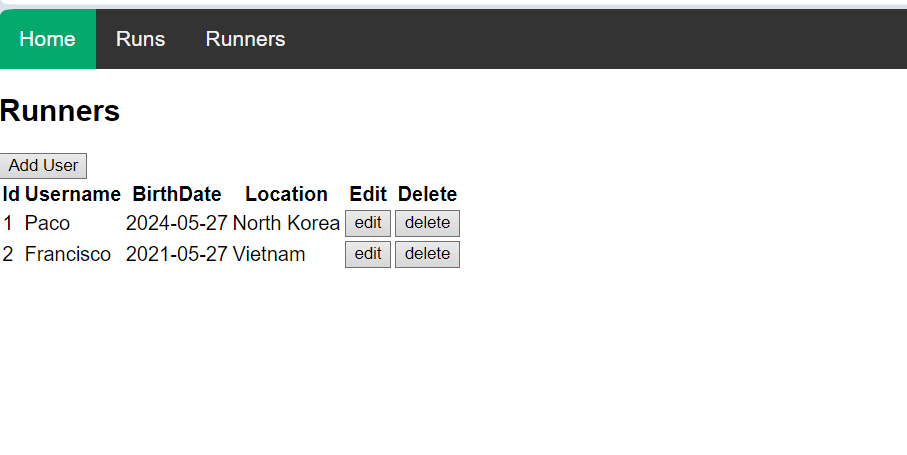 Home Runs Runners
Runners
Add User
Id Username BirthDate Location Edit Delete
1 Paco 2024-05-27 North Korea edit delete
2 Francisco 2021-05-27 Vietnam edit delete